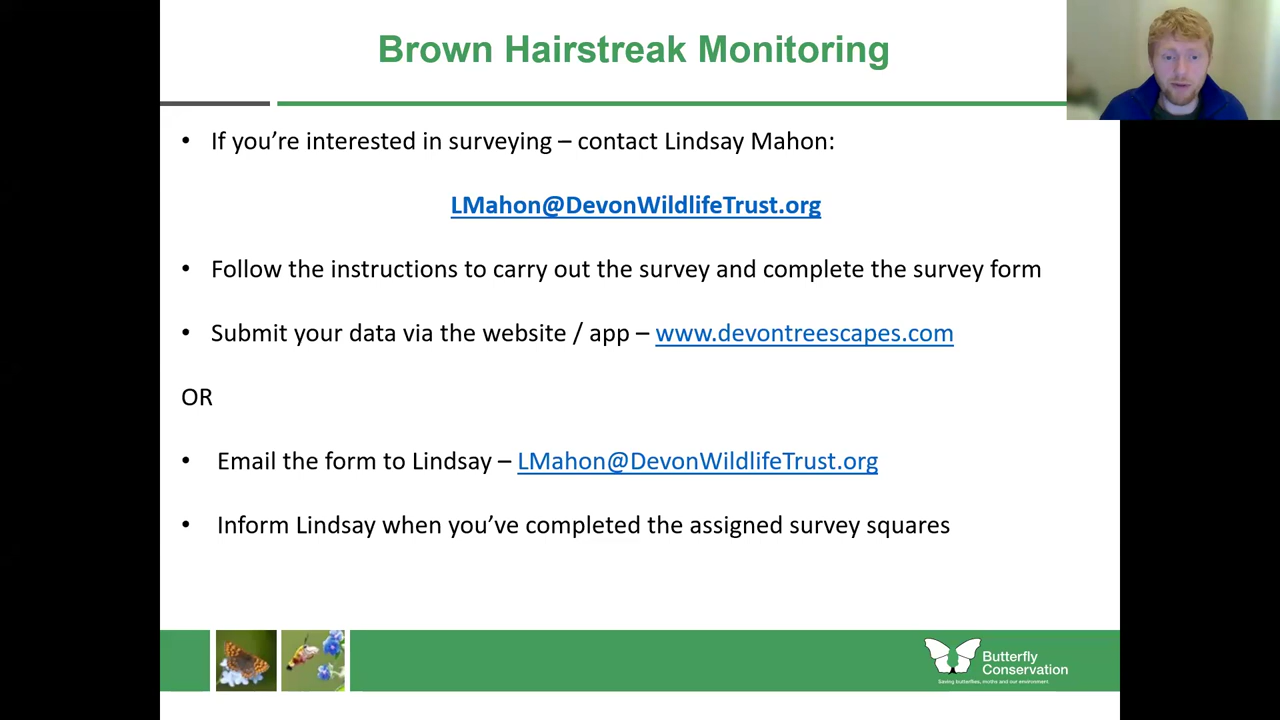 Brown Hairstreak Monitoring
• If you’re interested in surveying – contact Lindsay Mahon:
LMahon@DevonWildlifeTrust.org
• Follow the instructions to carry out the survey and complete the survey form
• Submit your data via the website / app – www.devontreescapes.com
OR
• Email the form to Lindsay – LMahon@DevonWildlifeTrust.org
• Inform Lindsay when you’ve completed the assigned survey squares
Butterfly
Conservation
Saving butterflies, moths and our environment